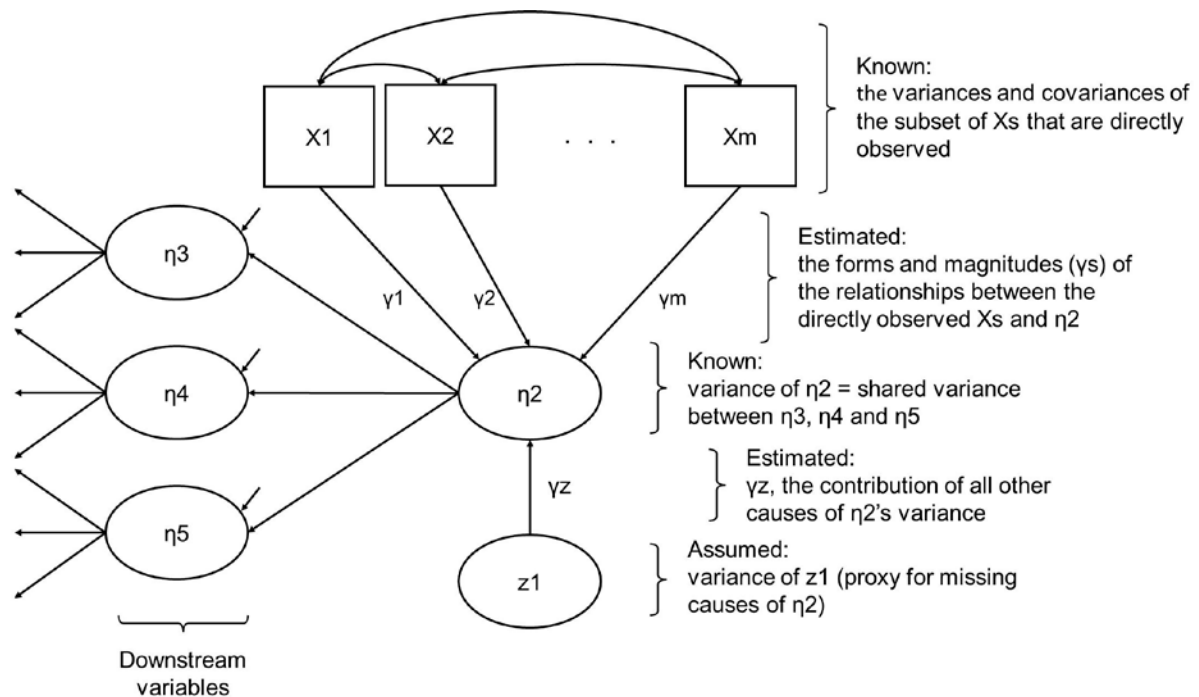 X1
X2
. . .
Xm
Known:
the variances and covariances of
the subset of Xs that are directly
observed
η3
γ1
γ2
γm
Estimated:
the forms and magnitudes (γs) of
the relationships between the
directly observed Xs and η2
η4
η2
Known:
variance of η2 = shared variance
between η3, η4 and η5
η5
γz
Estimated:
γz, the contribution of all other
causes of η2's variance
z1
Assumed:
variance of z1 (proxy for missing
causes of η2)
Downstream
variables